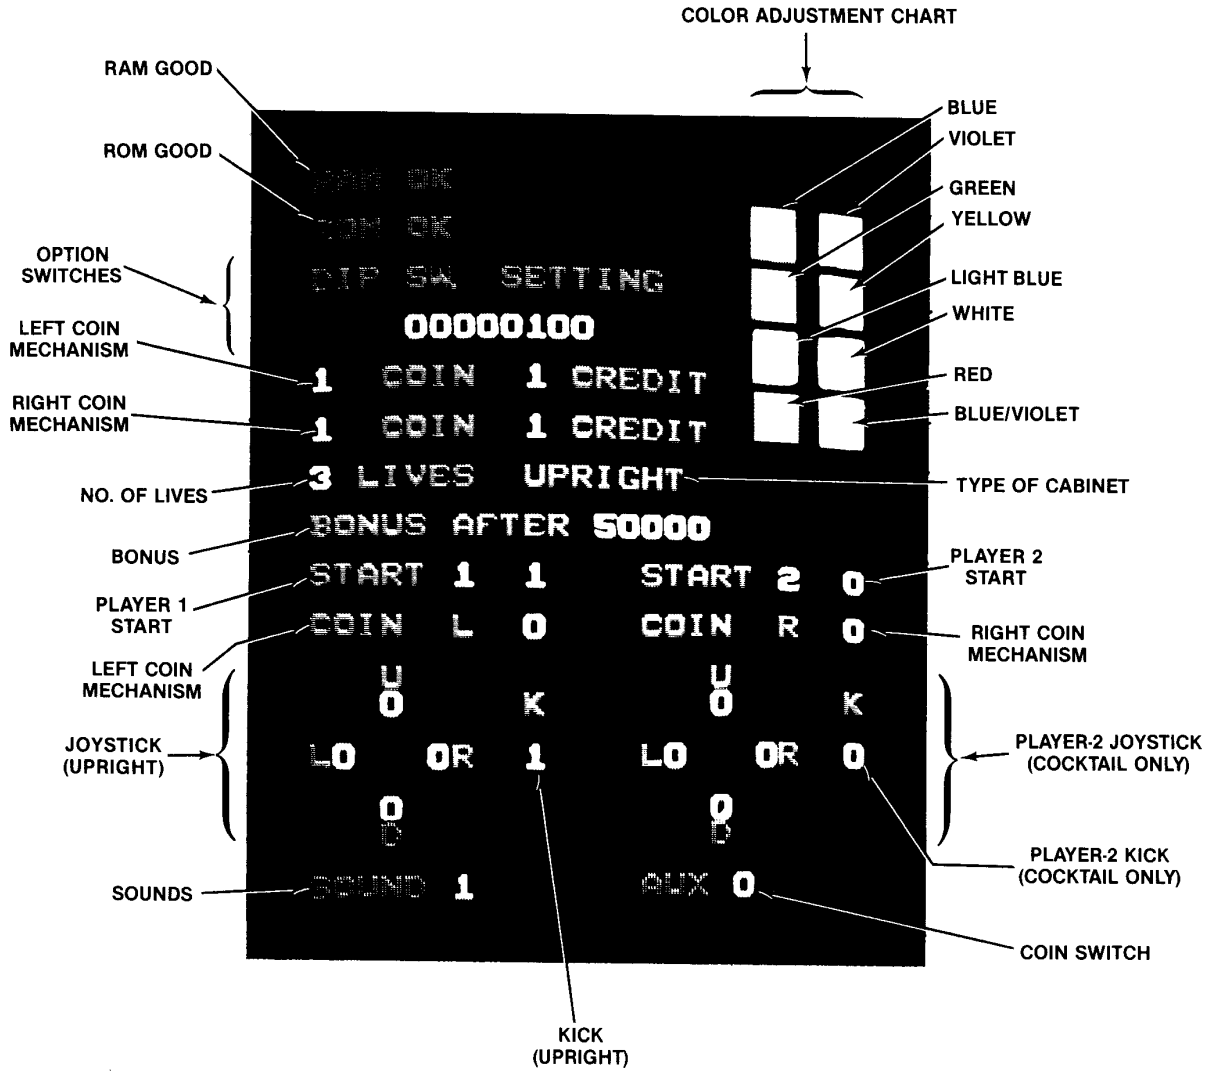 COLOR ADJUSTMENT CHART
RAM GOOD
ROM GOOD
OPTION
SWITCHES
LEFT COIN
MECHANISM
RIGHT COIN
MECHANISM
NO. OF LIVES
BONUS
PLAYER 1
START
LEFT COIN
MECHANISM
JOYSTICK
(UPRIGHT)
SOUNDS
RAM OK
ROM OK
DIP SW SETTING
00000100
1 COIN 1 CREDIT
1 COIN 1 CREDIT
3 LIVES UPRIGHT
BONUS AFTER 50000
START 1 1 START 2 0
COIN L 0 COIN R 0
U U
0 K 0 K
L0 0R 1 L0 0R 0
0 0
D D
SOUND 1 AUX 0
BLUE
VIOLET
GREEN
YELLOW
LIGHT BLUE
WHITE
RED
BLUE/VIOLET
TYPE OF CABINET
PLAYER 2
START
RIGHT COIN
MECHANISM
PLAYER-2 JOYSTICK
(COCKTAIL ONLY)
PLAYER-2 KICK
(COCKTAIL ONLY)
COIN SWITCH
KICK
(UPRIGHT)